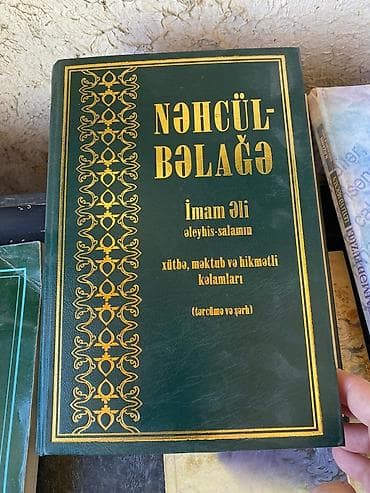 NƏHCÜL-
BƏLAĞƏ
İmam Əli
əleyhis-salamın
xütbə, məktub və hikmətli
kəlamları
(tərcümə və şərh)